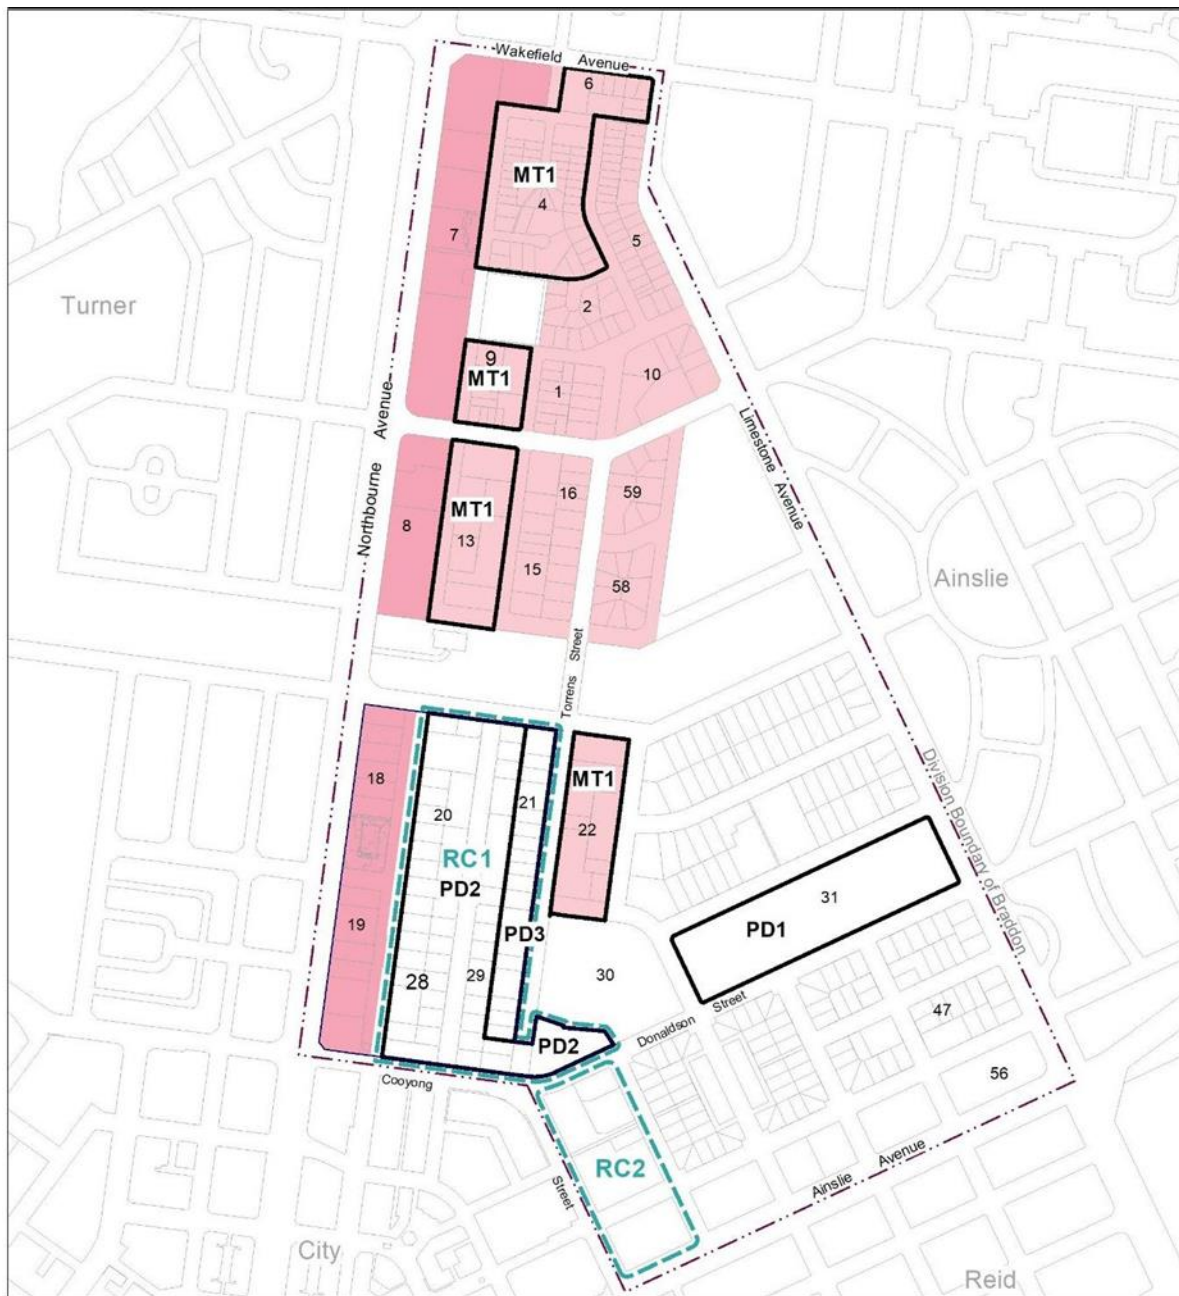 Wakefield Avenue
6
MT1
4
7
5
Turner
2
9
MT1
1
10
Northbourne Avenue
Limestone Avenue
MT1
13
8
16
59
15
58
Ainslie
Torrens Street
18
20
21
MT1
22
RC1
PD2
Division Boundary of Braddon
31
PD1
19
PD3
28
29
30
Donaldson Street
47
PD2
56
Cooyong Street
RC2
Ainslie Avenue
City
Reid